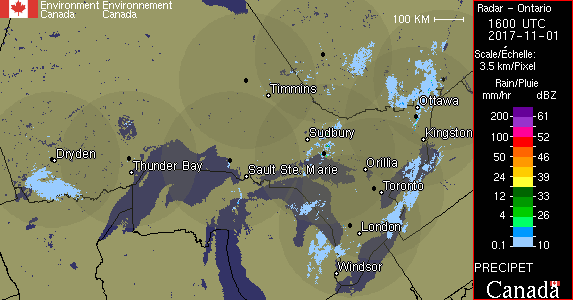 Environment Environnement
Canada Canada
100 KM
Timmins
Ottawa
Sudbury
Kingston
Dryden
Thunder Bay
Sault Ste. Marie
Orillia
Toronto
London
Windsor
Radar - Ontario
1600 UTC
2017-11-01
Scale/Échelle:
3.5 km/Pixel
Rain/Pluie
mm/hr dBZ
200 61
100 52
50 46
24 39
12 33
4 26
0.1 10
PRECIPET
Canada